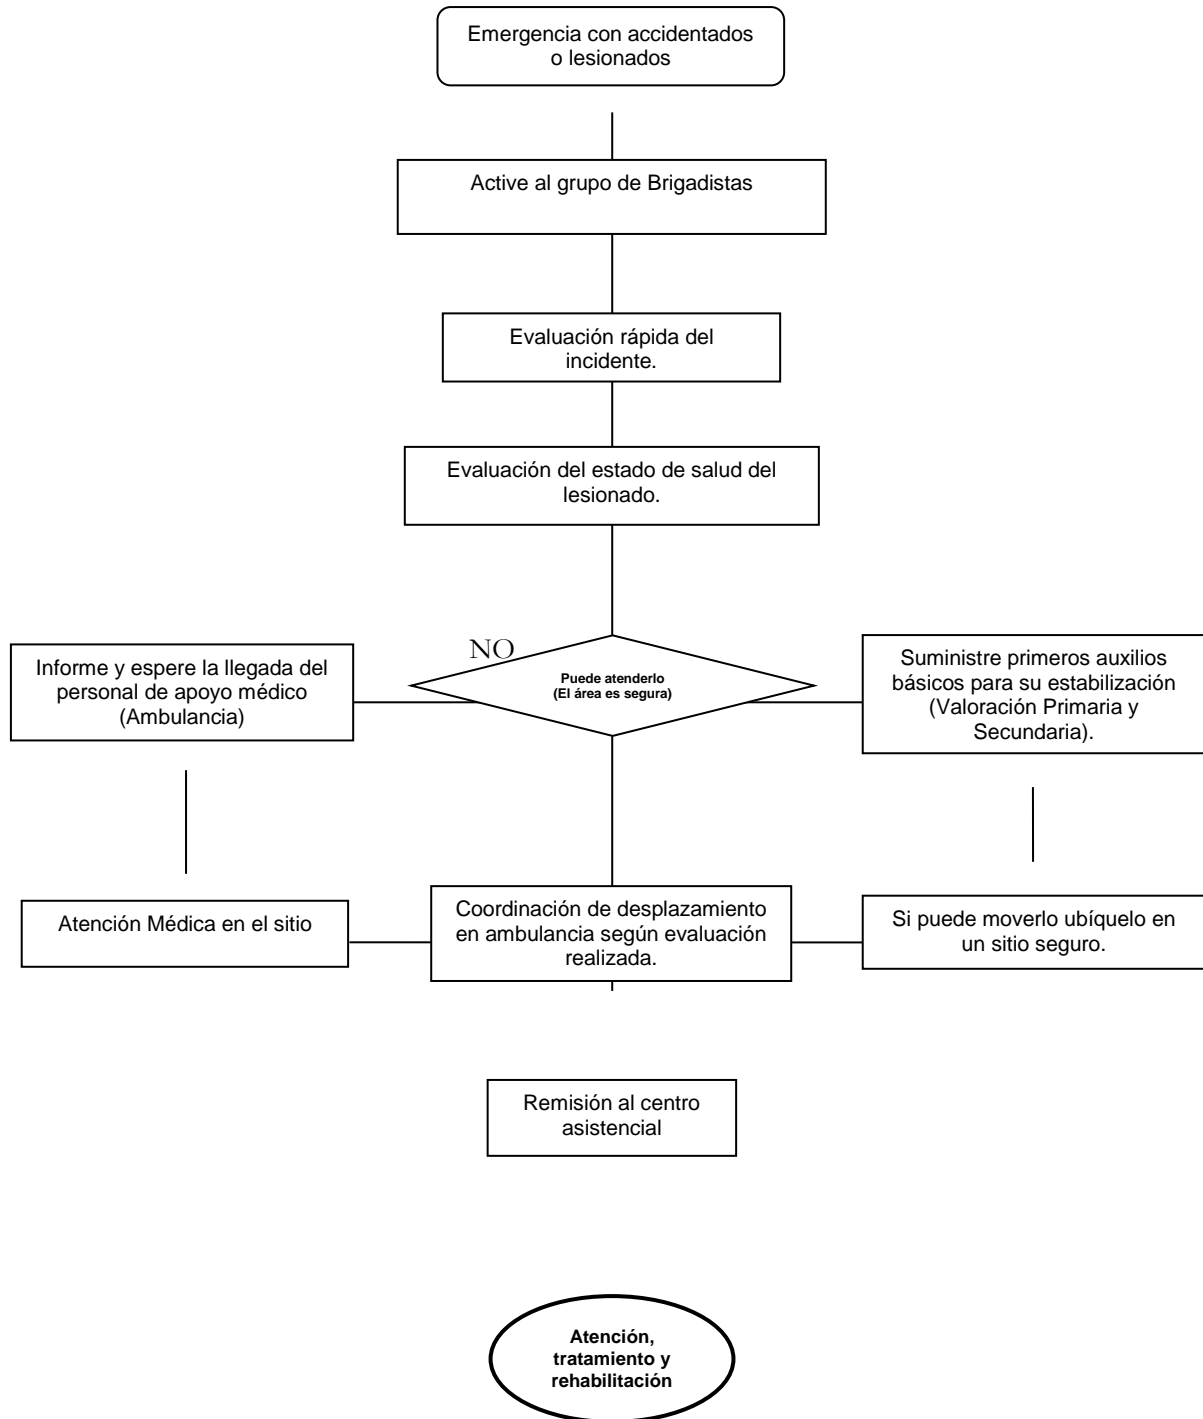 Emergencia con accidentados
o lesionados
Active al grupo de Brigadistas
Evaluación rápida del
incidente.
Evaluación del estado de salud del
lesionado.
NO
Puede atenderlo
(El área es segura)
Informe y espere la llegada del
personal de apoyo médico
(Ambulancia)
Suministre primeros auxilios
básicos para su estabilización
(Valoración Primaria y
Secundaria).
Atención Médica en el sitio
Coordinación de desplazamiento
en ambulancia según evaluación
realizada.
Si puede moverlo ubíquelo en
un sitio seguro.
Remisión al centro
asistencial
Atención,
tratamiento y
rehabilitación